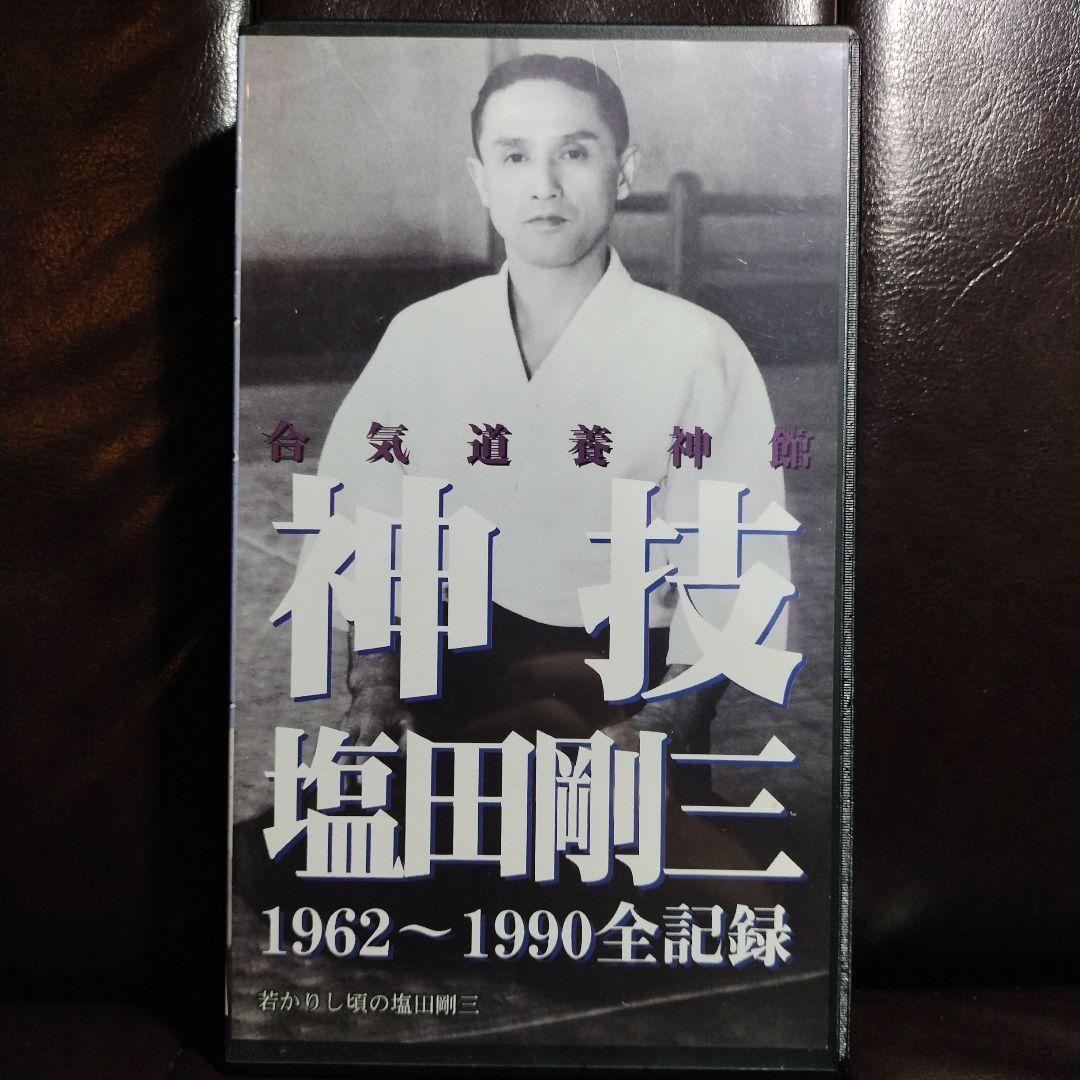 合気道養神館
神技
塩田剛三
1962～1990全記録
若かりし頃の塩田剛三